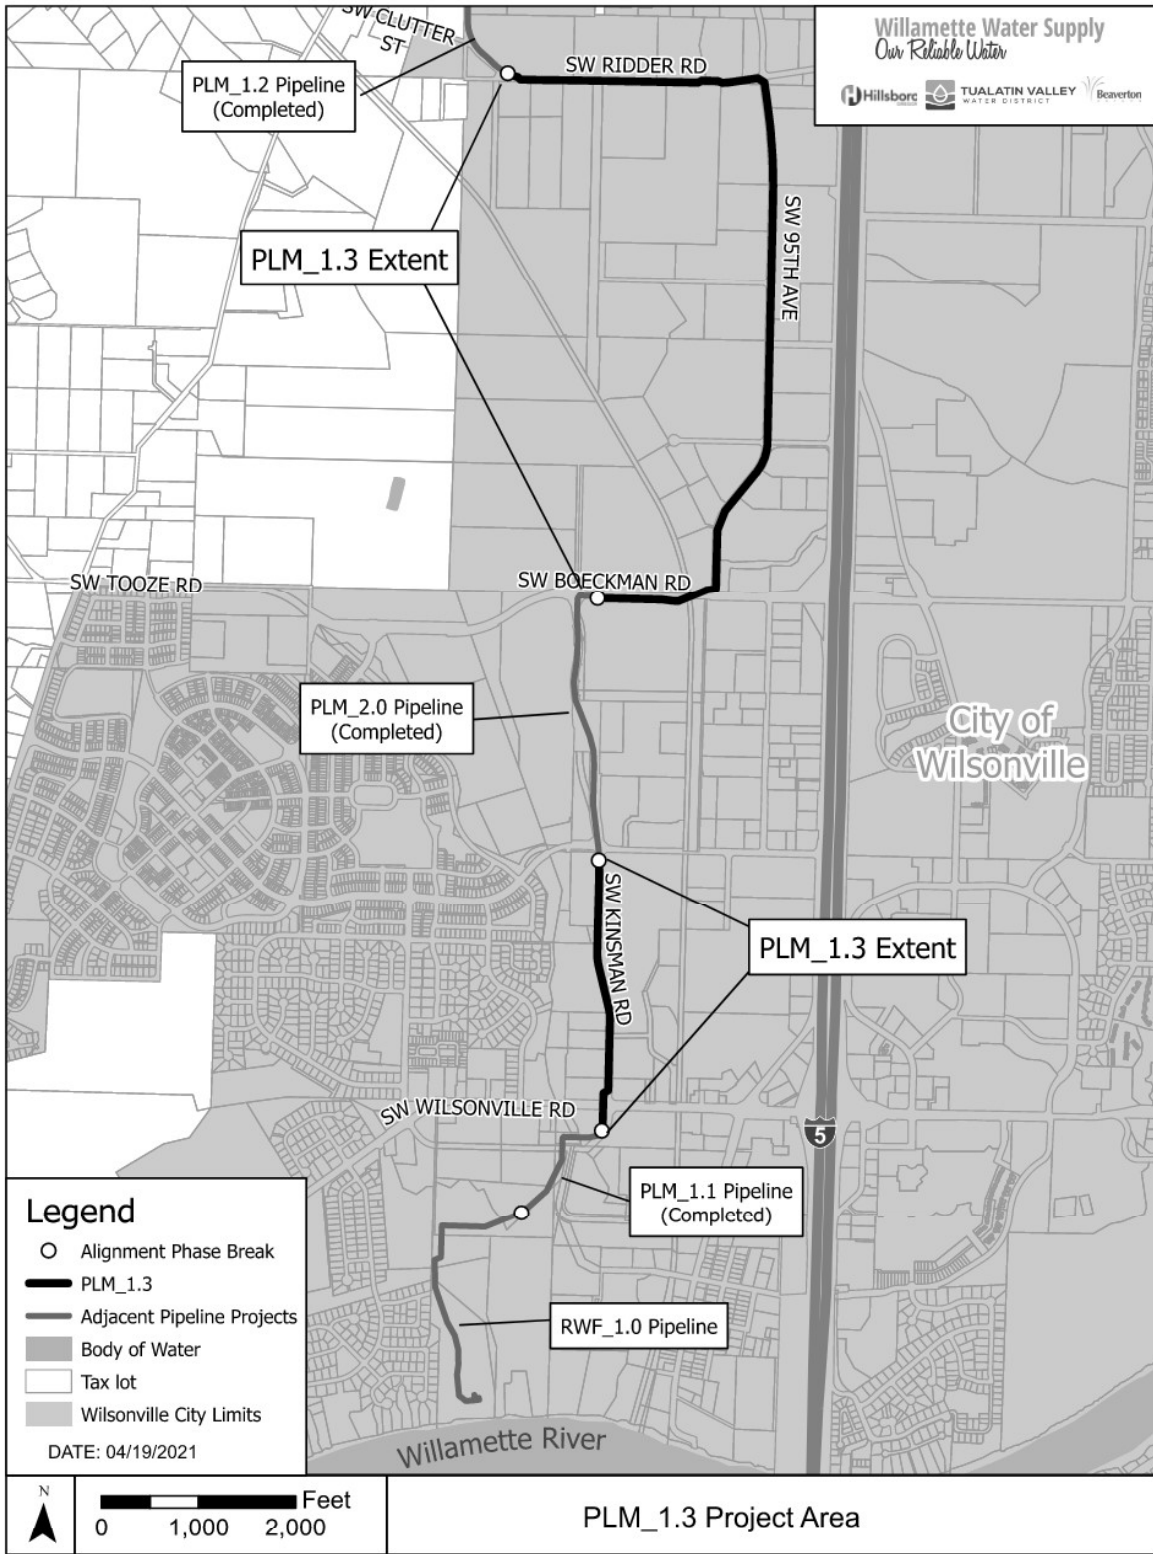 SW CLUTTER
ST
Willamette Water Supply
Our Reliable Water
Hillsboro
TUALATIN VALLEY
WATER DISTRICT
Beaverton
SW RIDDER RD
PLM_1.2 Pipeline
(Completed)
SW 95TH AVE
PLM_1.3 Extent
SW TOOZE RD
SW BOECKMAN RD
PLM_2.0 Pipeline
(Completed)
City of
Wilsonville
SW KINSMAN RD
PLM_1.3 Extent
SW WILSONVILLE RD
5
PLM_1.1 Pipeline
(Completed)
RWF_1.0 Pipeline
Willamette River
Legend
Alignment Phase Break
PLM_1.3
Adjacent Pipeline Projects
Body of Water
Tax lot
Wilsonville City Limits
DATE: 04/19/2021
N
Feet
0 1,000 2,000
PLM_1.3 Project Area